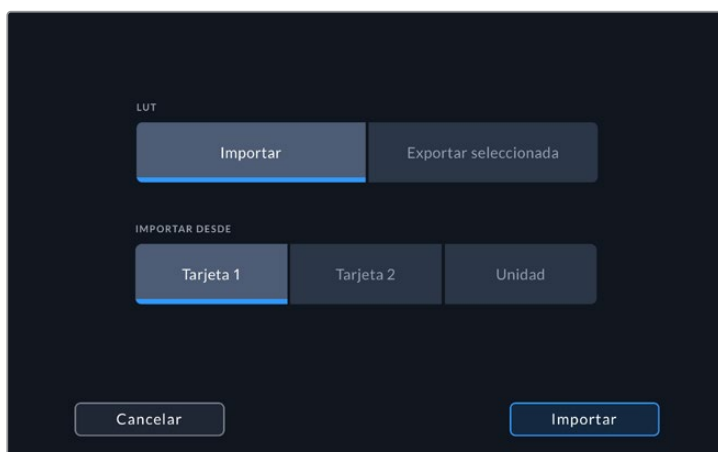 LUT
Importar Exportar seleccionada
IMPORTAR DESDE
Tarjeta 1 Tarjeta 2 Unidad
Cancelar Importar